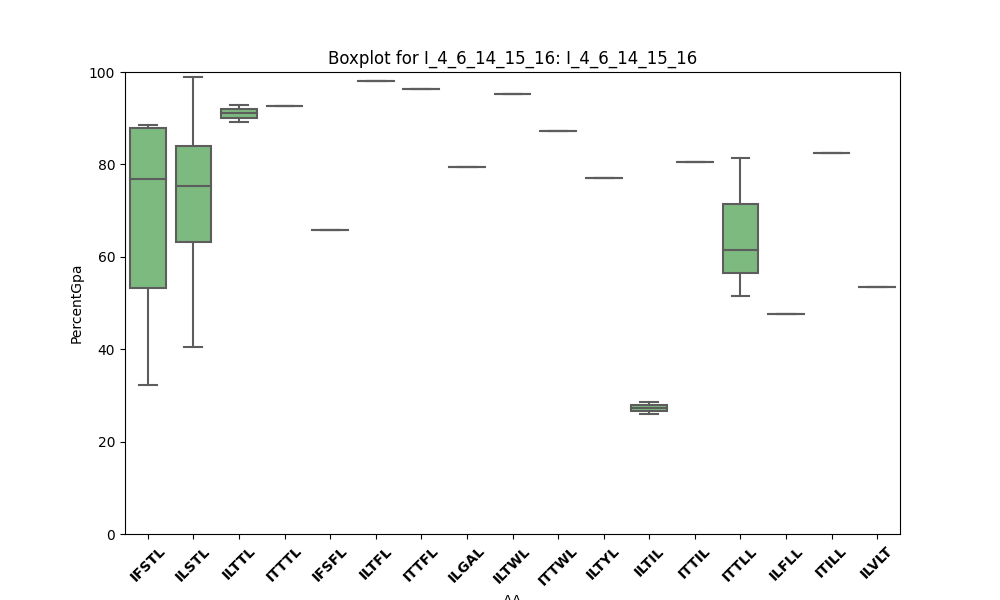 Boxplot for I_4_6_14_15_16: I_4_6_14_15_16
PercentGpa
100
80
60
40
20
0
IFSTL
ILSTL
ILTTL
ITTTL
IFSFL
ILTFL
ITTFL
ILGAL
ILTWL
ITTWL
ILTYL
ILTIL
ITTIL
ITTLL
ILFLL
ITILL
ILVLT
AA